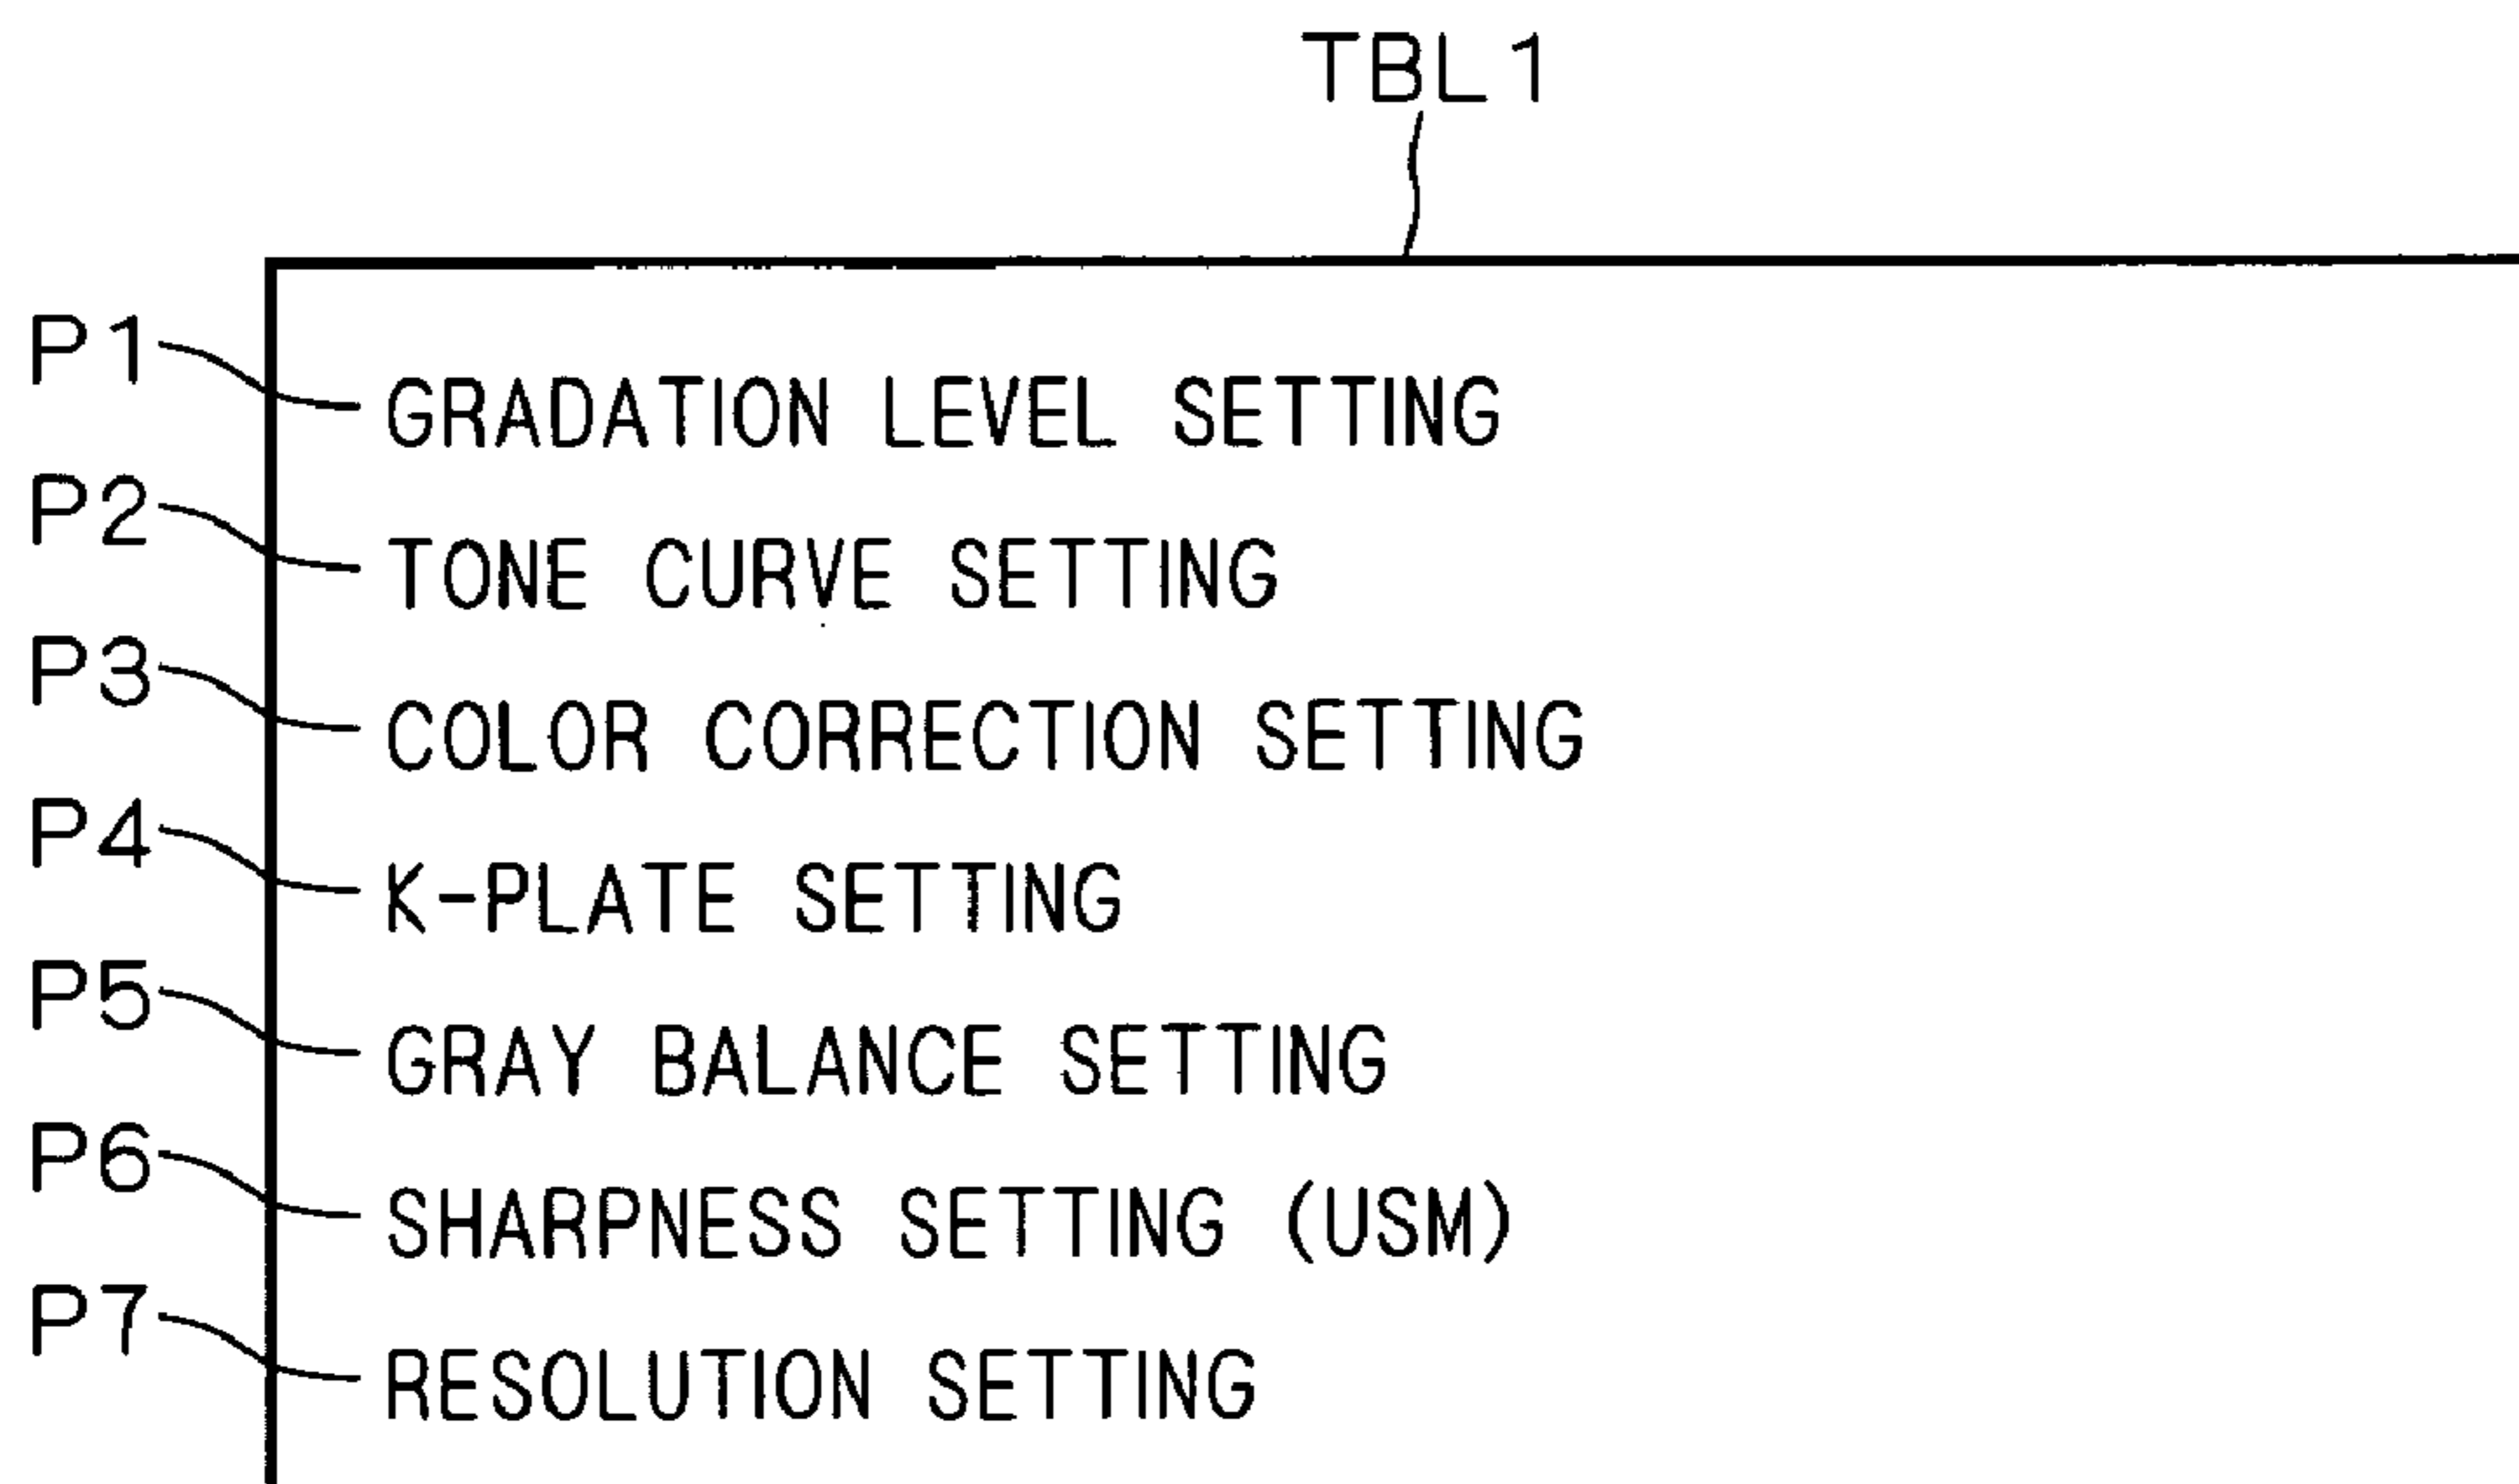 TBL1
P1 GRADATION LEVEL SETTING
P2 TONE CURVE SETTING
P3 COLOR CORRECTION SETTING
P4 K-PLATE SETTING
P5 GRAY BALANCE SETTING
P6 SHARPNESS SETTING (USM)
P7 RESOLUTION SETTING